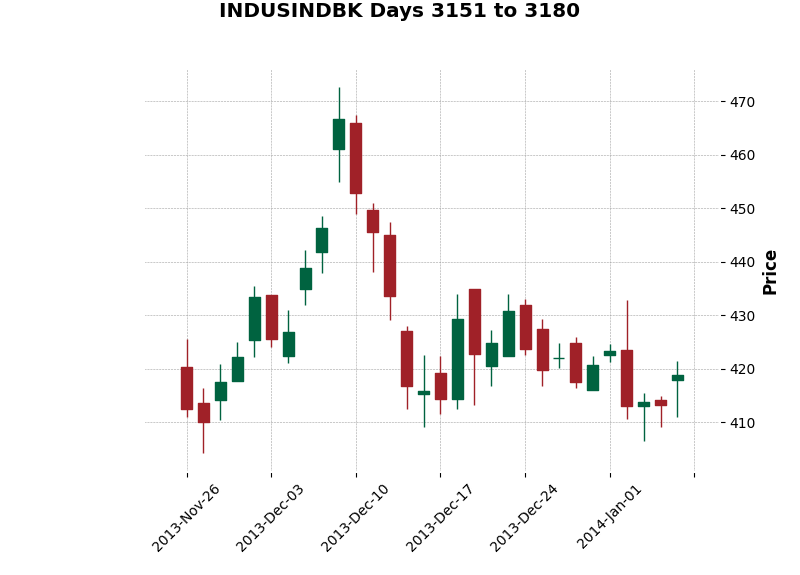 INDUSINDBK Days 3151 to 3180
470
460
450
440
430
420
410
Price
2013-Nov-26
2013-Dec-03
2013-Dec-10
2013-Dec-17
2013-Dec-24
2014-Jan-01